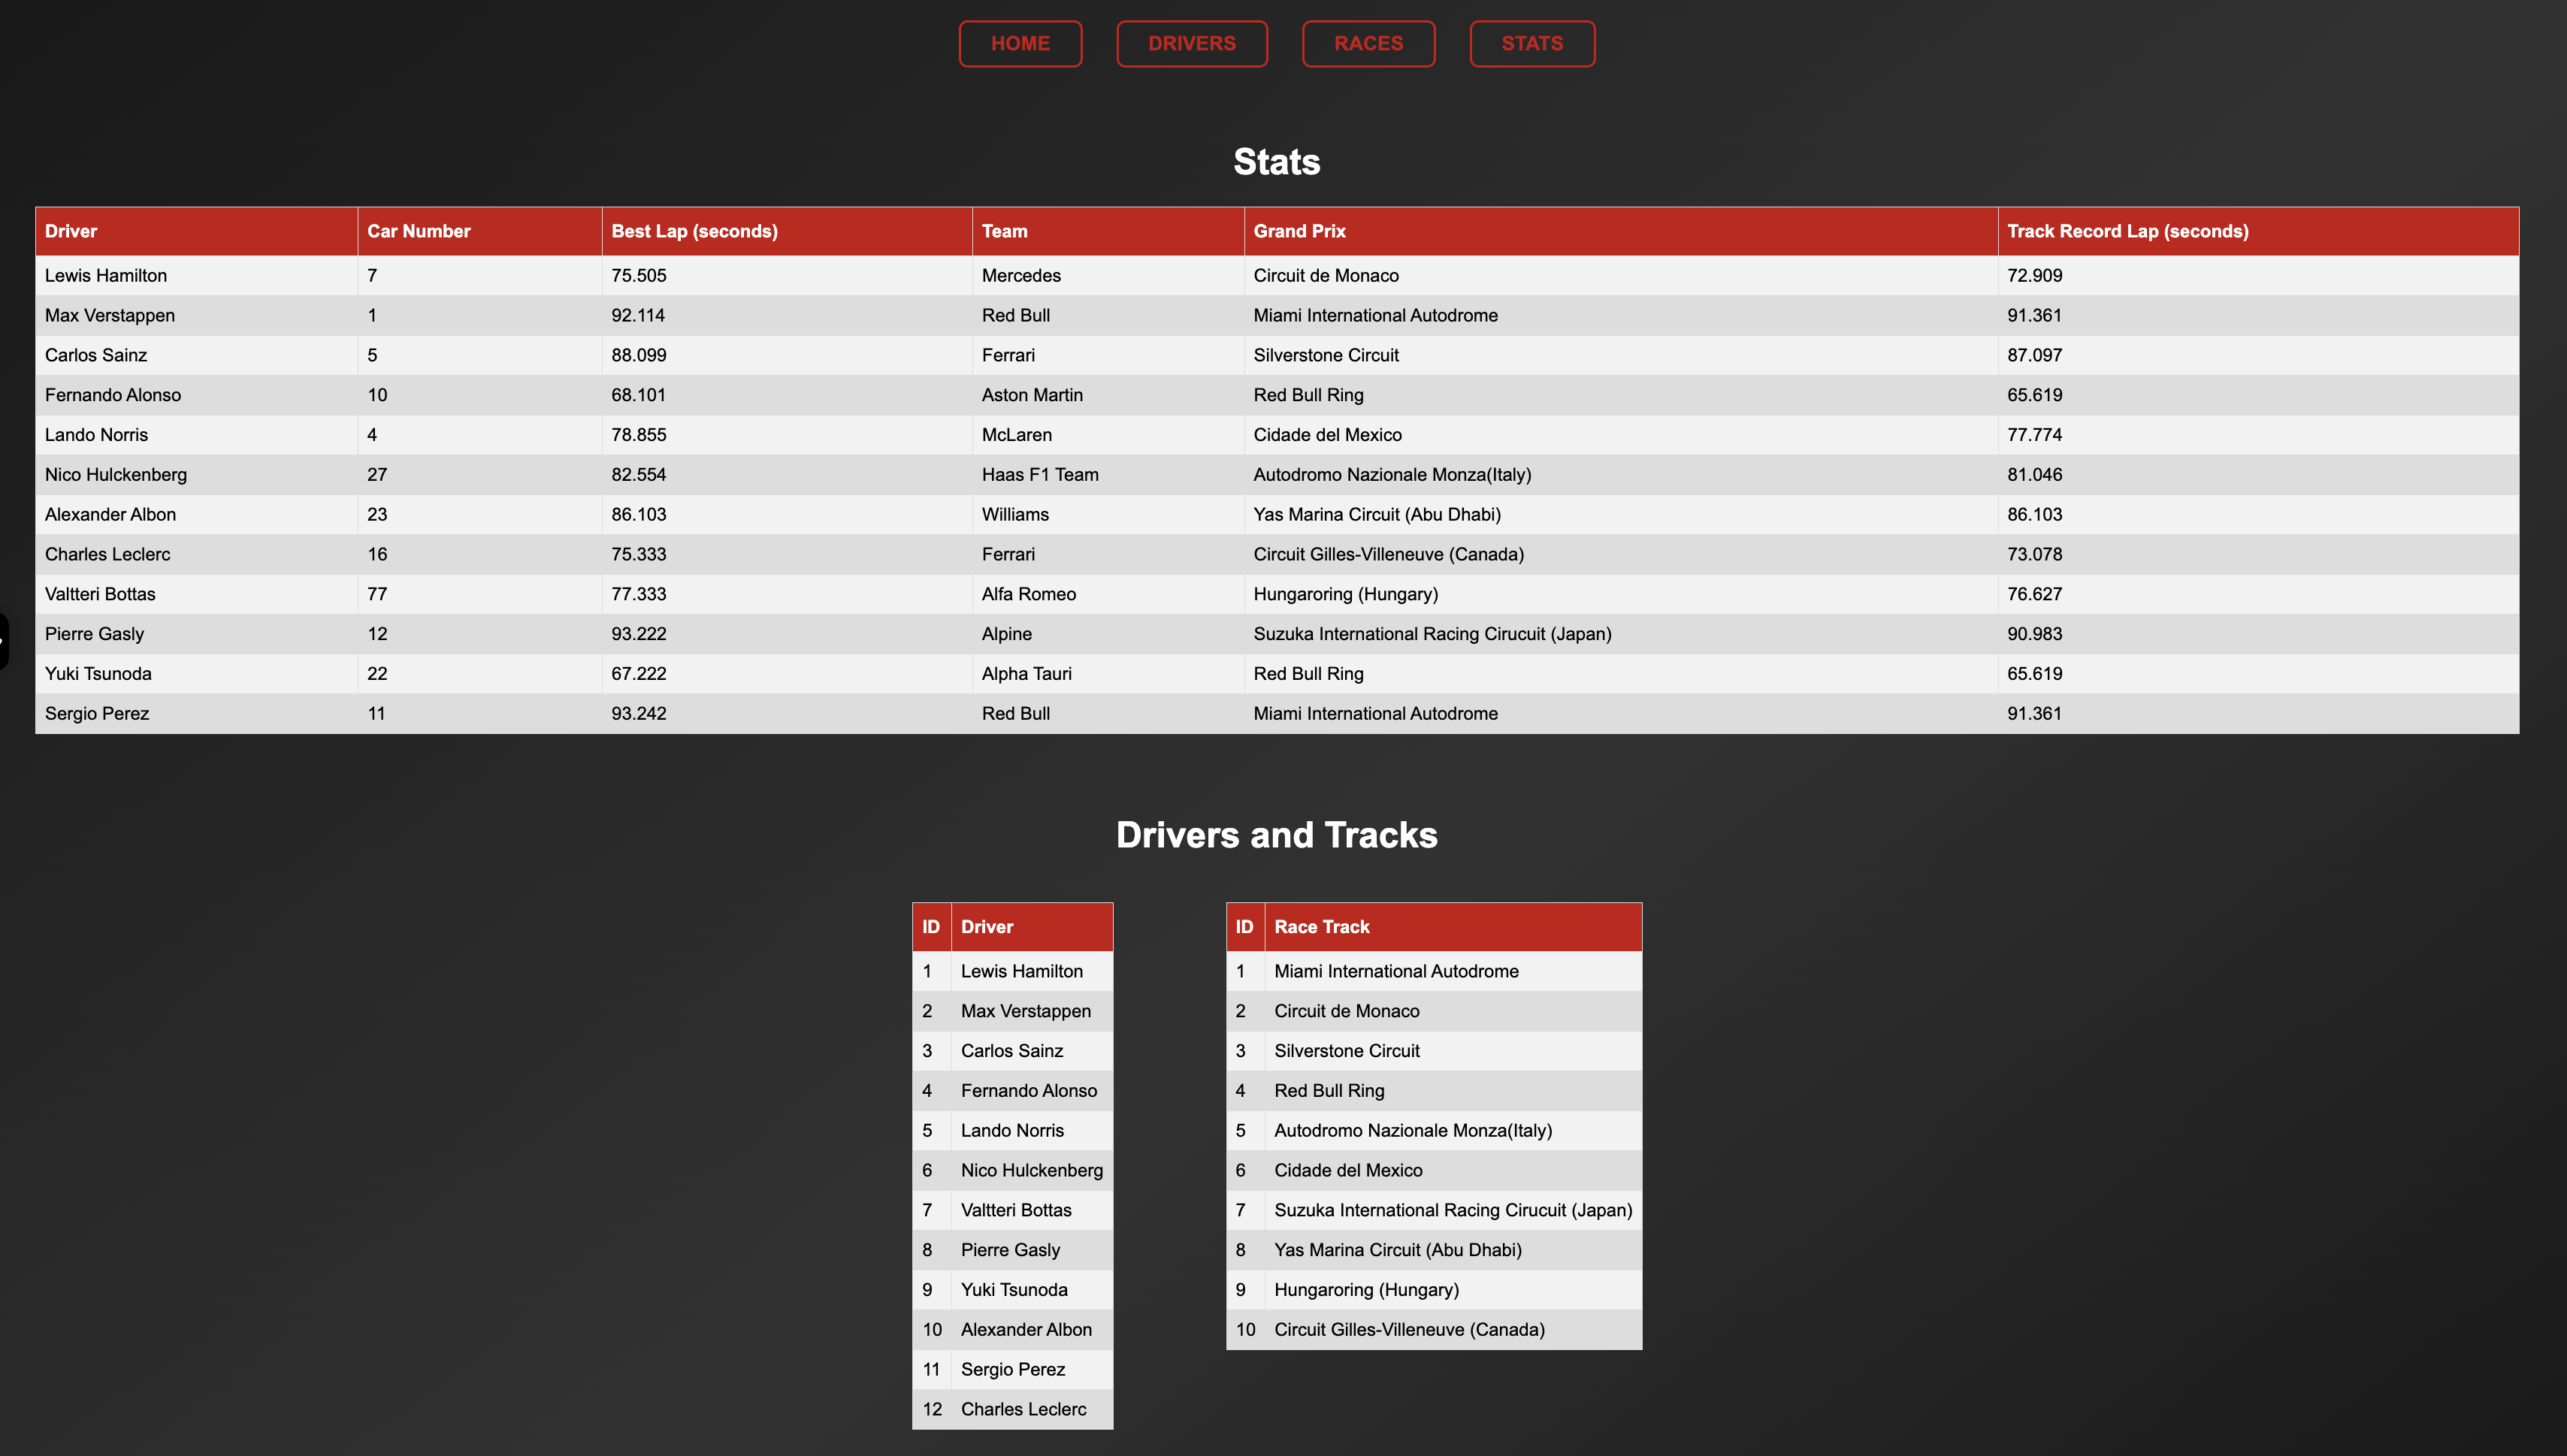 HOME DRIVERS RACES STATS
Stats
Driver Car Number Best Lap (seconds) Team Grand Prix Track Record Lap (seconds)
Lewis Hamilton 7 75.505 Mercedes Circuit de Monaco 72.909
Max Verstappen 1 92.114 Red Bull Miami International Autodrome 91.361
Carlos Sainz 5 88.099 Ferrari Silverstone Circuit 87.097
Fernando Alonso 10 68.101 Aston Martin Red Bull Ring 65.619
Lando Norris 4 78.855 McLaren Cidade del Mexico 77.774
Nico Hulckenberg 27 82.554 Haas F1 Team Autodromo Nazionale Monza(Italy) 81.046
Alexander Albon 23 86.103 Williams Yas Marina Circuit (Abu Dhabi) 86.103
Charles Leclerc 16 75.333 Ferrari Circuit Gilles-Villeneuve (Canada) 73.078
Valtteri Bottas 77 77.333 Alfa Romeo Hungaroring (Hungary) 76.627
Pierre Gasly 12 93.222 Alpine Suzuka International Racing Cirucuit (Japan) 90.983
Yuki Tsunoda 22 67.222 Alpha Tauri Red Bull Ring 65.619
Sergio Perez 11 93.242 Red Bull Miami International Autodrome 91.361
Drivers and Tracks
ID Driver
1 Lewis Hamilton
2 Max Verstappen
3 Carlos Sainz
4 Fernando Alonso
5 Lando Norris
6 Nico Hulckenberg
7 Valtteri Bottas
8 Pierre Gasly
9 Yuki Tsunoda
10 Alexander Albon
11 Sergio Perez
12 Charles Leclerc
ID Race Track
1 Miami International Autodrome
2 Circuit de Monaco
3 Silverstone Circuit
4 Red Bull Ring
5 Autodromo Nazionale Monza(Italy)
6 Cidade del Mexico
7 Suzuka International Racing Cirucuit (Japan)
8 Yas Marina Circuit (Abu Dhabi)
9 Hungaroring (Hungary)
10 Circuit Gilles-Villeneuve (Canada)